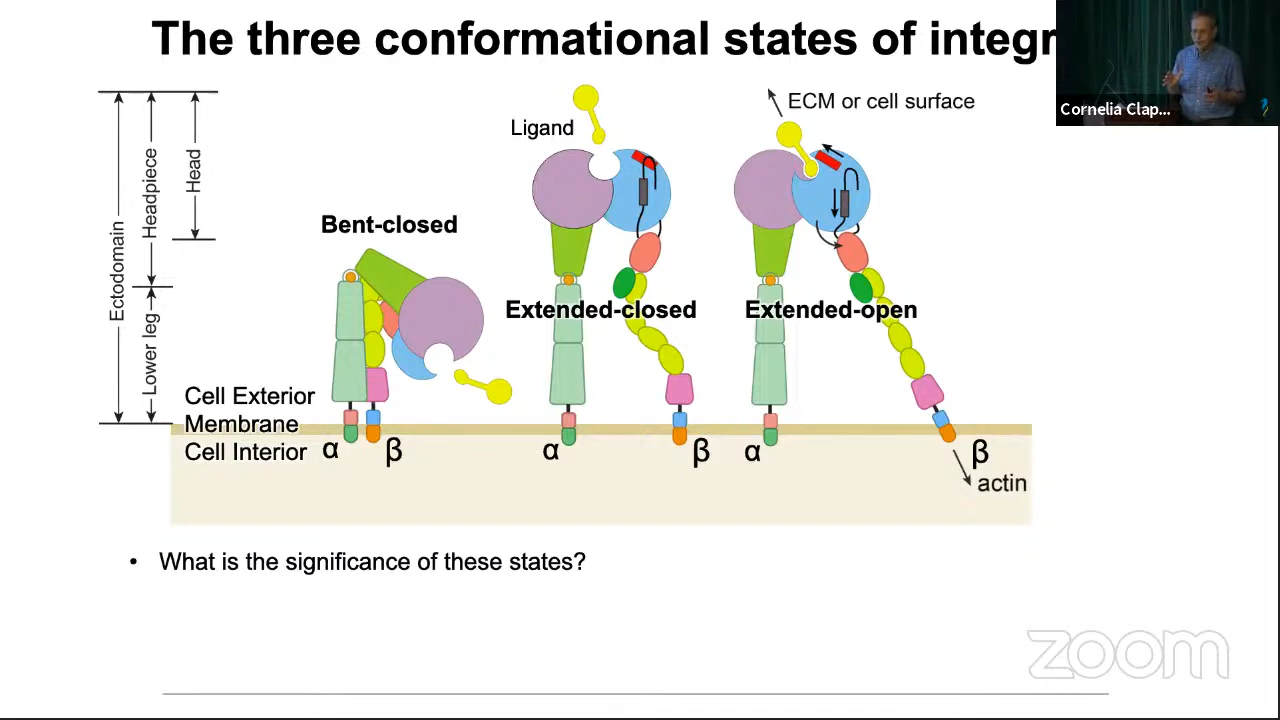 The three conformational states of integr
Cornelia Clap...
ECM or cell surface
Ligand
Head
Headpiece
Ectodomain
Lower leg
Bent-closed
Extended-closed
Extended-open
Cell Exterior
Membrane
Cell Interior
α
β
α
β
α
β
actin
• What is the significance of these states?
zoom